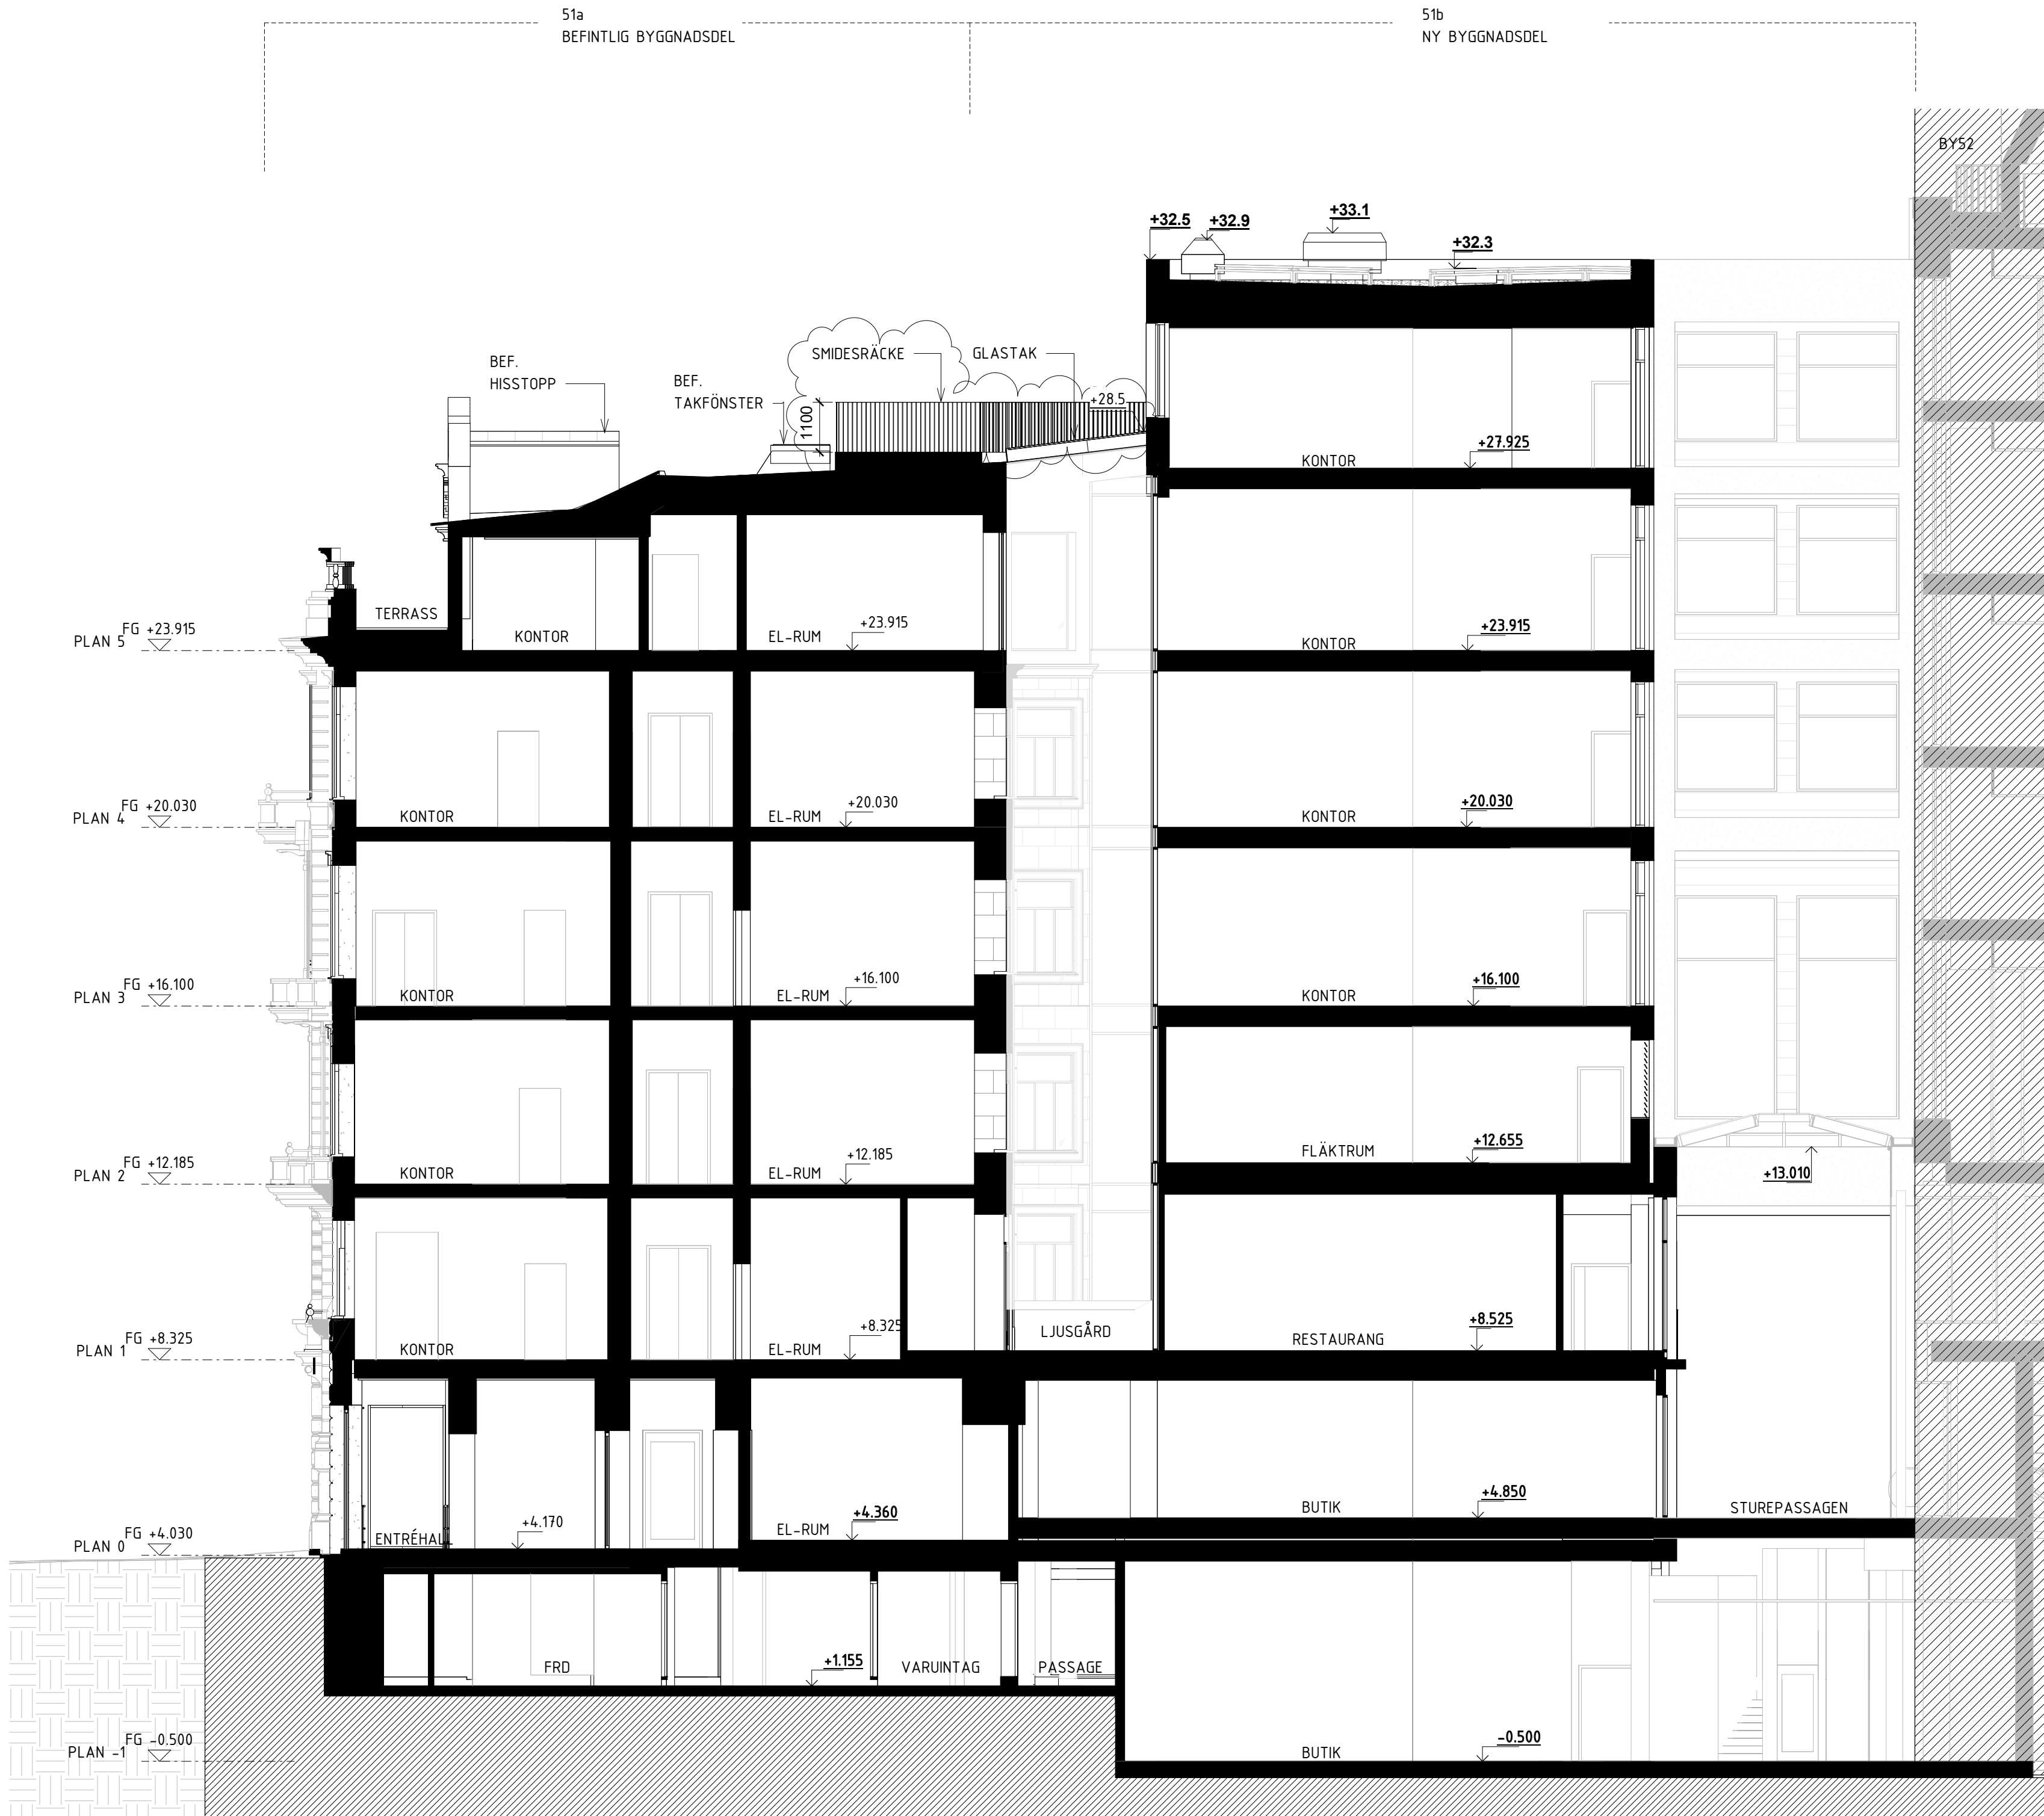 51a
BEFINTLIG BYGGNADSDEL
51b
NY BYGGNADSDEL
BY52
+32.5
+32.9
+33.1
+32.3
SMIDESRÄCKE
GLASTAK
BEF.
HISSTOPP
BEF.
TAKFÖNSTER
1100
+28.5
+27.925
KONTOR
TERRASS
PLAN 5
FG +23.915
KONTOR
EL-RUM
+23.915
KONTOR
+23.915
PLAN 4
FG +20.030
KONTOR
EL-RUM
+20.030
KONTOR
+20.030
PLAN 3
FG +16.100
KONTOR
EL-RUM
+16.100
KONTOR
+16.100
PLAN 2
FG +12.185
KONTOR
EL-RUM
+12.185
FLÄKTRUM
+12.655
+13.010
PLAN 1
FG +8.325
KONTOR
EL-RUM
+8.325
LJUSGÅRD
RESTAURANG
+8.525
PLAN 0
FG +4.030
ENTRÉHALL
+4.170
EL-RUM
+4.360
BUTIK
+4.850
STUREPASSAGEN
FRD
+1.155
VARUINTAG
PASSAGE
PLAN -1
FG -0.500
BUTIK
-0.500